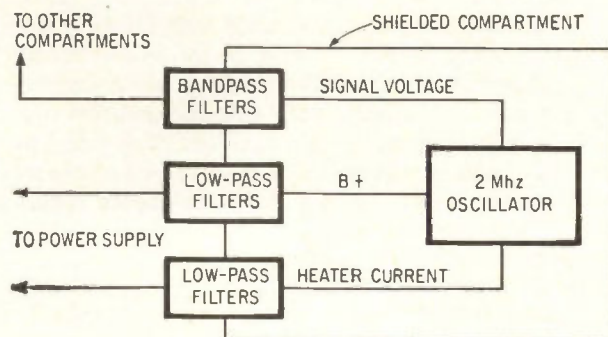 TO OTHER
COMPARTMENTS
SHIELDED COMPARTMENT
BANDPASS
FILTERS
SIGNAL VOLTAGE
LOW-PASS
FILTERS
B+
2 Mhz
OSCILLATOR
TO POWER SUPPLY
LOW-PASS
FILTERS
HEATER CURRENT